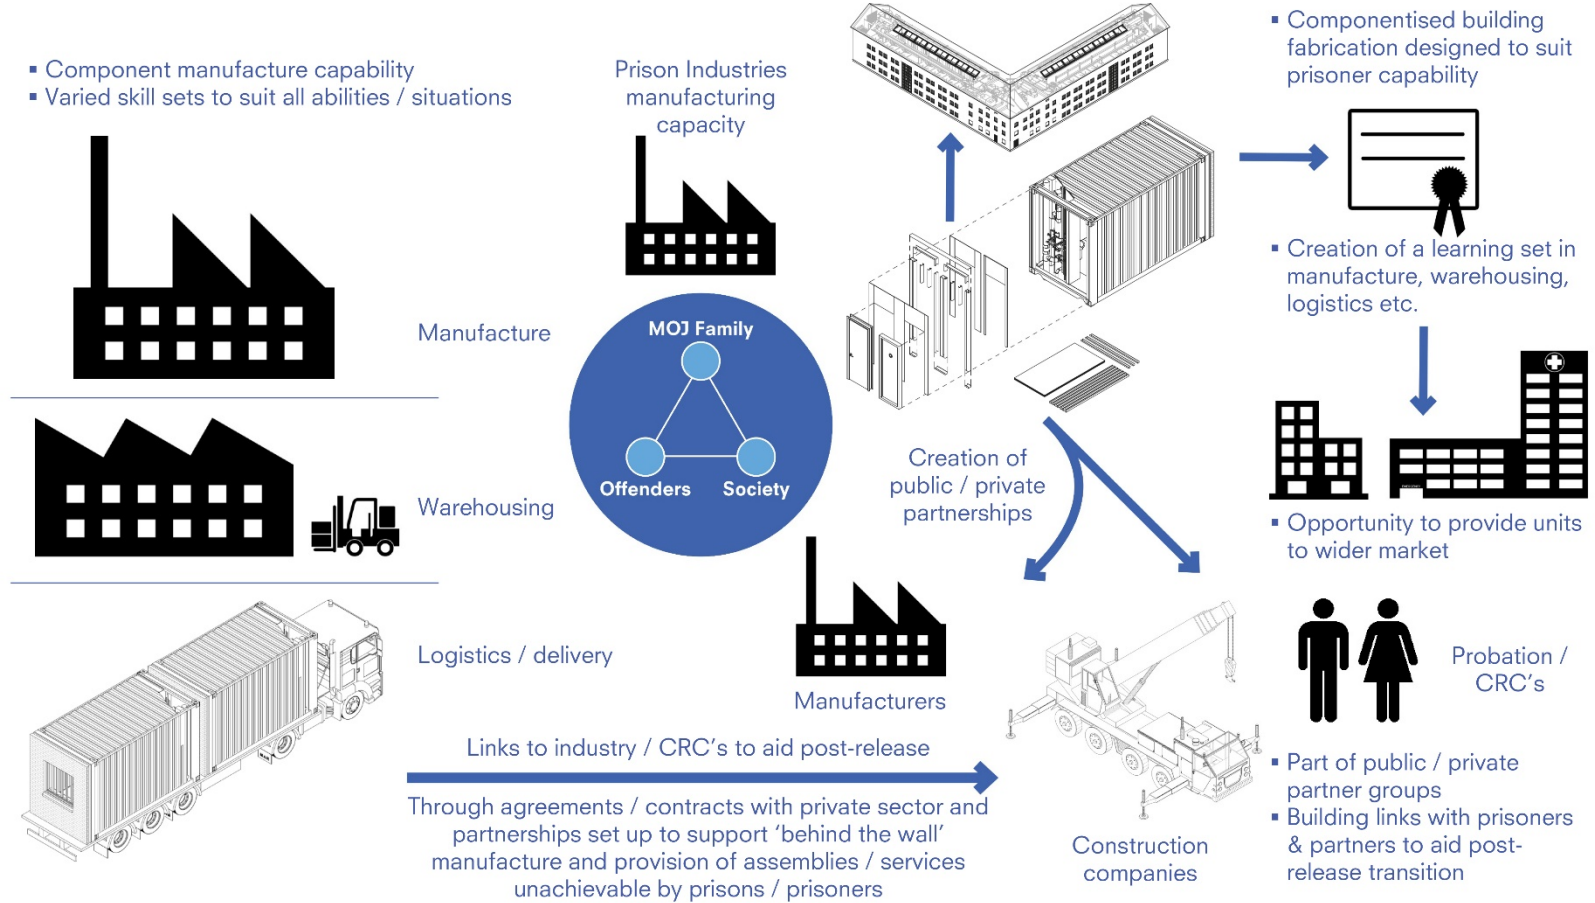 ▪ Component manufacture capability
▪ Varied skill sets to suit all abilities / situations
Manufacture
Warehousing
Logistics / delivery
Prison Industries
manufacturing
capacity
MOJ Family
Offenders
Society
Creation of
public / private
partnerships
Manufacturers
Links to industry / CRC's to aid post-release
Through agreements / contracts with private sector and
partnerships set up to support ‘behind the wall’
manufacture and provision of assemblies / services
unachievable by prisons / prisoners
Construction
companies
▪ Componentised building
fabrication designed to suit
prisoner capability
▪ Creation of a learning set in
manufacture, warehousing,
logistics etc.
▪ Opportunity to provide units
to wider market
Probation /
CRC's
▪ Part of public / private
partner groups
▪ Building links with prisoners
& partners to aid post-
release transition